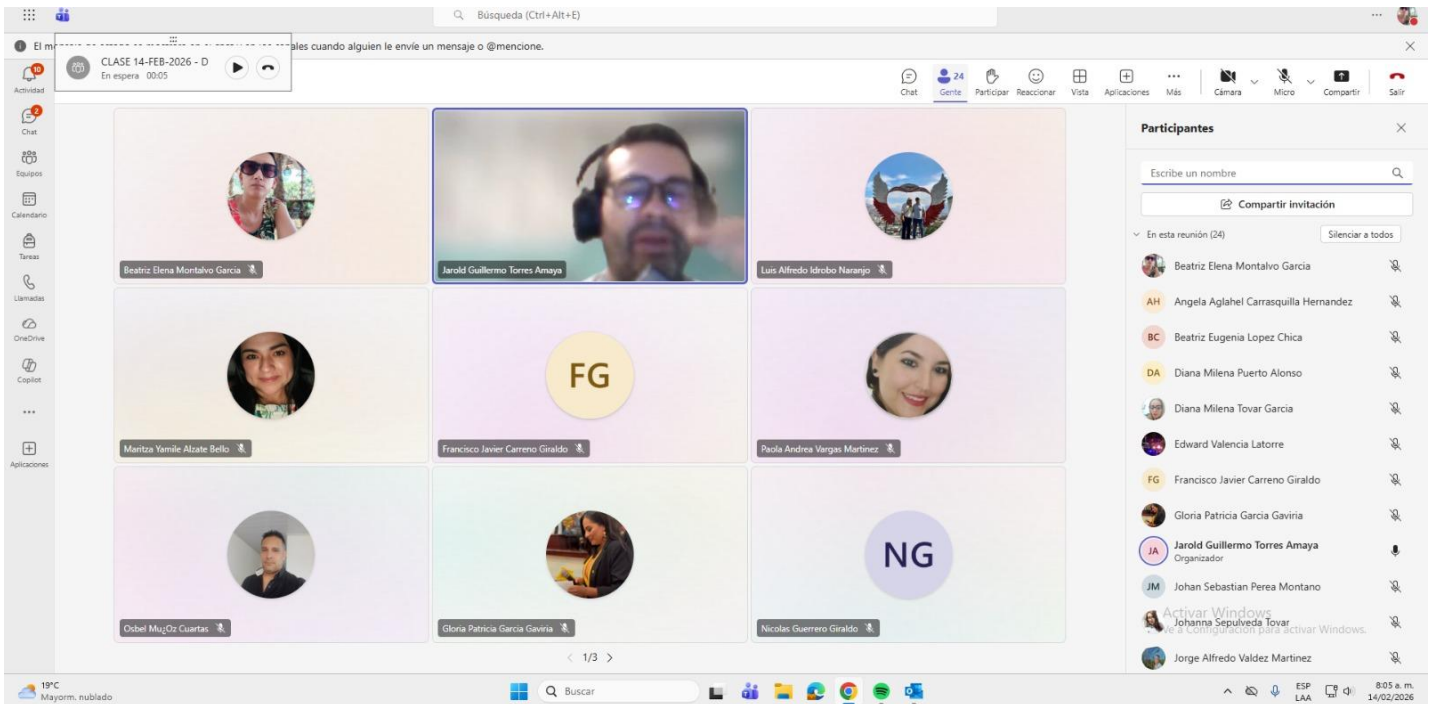 Búsqueda (Ctrl+Alt+E)
El m
ales cuando alguien le envíe un mensaje o @mencione.
CLASE 14-FEB-2026 - D
En espera 00:05
10
Actividad
2
Chat
Equipos
Calendario
Tareas
Llamadas
OneDrive
Copilot
Aplicaciones
Chat
24
Gente
Participar
Reaccionar
Vista
Aplicaciones
Más
Cámara
Micro
Compartir
Salir
Beatriz Elena Montalvo Garcia
Jarold Guillermo Torres Amaya
Luis Alfredo Idrobo Naranjo
Maritza Yamile Alzate Bello
FG
Francisco Javier Carreno Giraldo
Paola Andrea Vargas Martinez
Osbel Mu¿Oz Cuartas
Gloria Patricia Garcia Gaviria
NG
Nicolas Guerrero Giraldo
1/3
Participantes
Escribe un nombre
Compartir invitación
En esta reunión (24)
Silenciar a todos
Beatriz Elena Montalvo Garcia
AH Angela Aglahel Carrasquilla Hernandez
BC Beatriz Eugenia Lopez Chica
DA Diana Milena Puerto Alonso
Diana Milena Tovar Garcia
Edward Valencia Latorre
FG Francisco Javier Carreno Giraldo
Gloria Patricia Garcia Gaviria
JA Jarold Guillermo Torres Amaya
Organizador
JM Johan Sebastian Perea Montano
Activar Windows
Johanna Sepulveda Tovar
Ve a Configuración para activar Windows.
Jorge Alfredo Valdez Martinez
19°C
Mayorm. nublado
Buscar
ESP
LAA
8:05 a. m.
14/02/2026